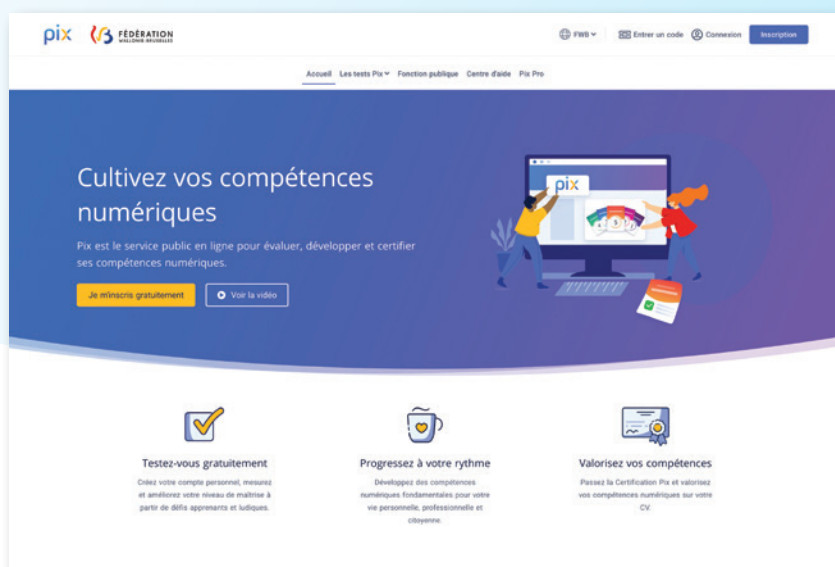 pix FÉDÉRATION
WALLONIE-BRUXELLES
FWB Entrer un code Connexion Inscription
Accueil Les tests Pix Fonction publique Centre d'aide Pix Pro
Cultivez vos compétences
numériques
Pix est le service public en ligne pour évaluer, développer et certifier
ses compétences numériques.
Je m'inscris gratuitement Voir la vidéo
pix
Testez-vous gratuitement
Créez votre compte personnel, mesurez
et améliorez votre niveau de maîtrise à
partir de défis apprenants et ludiques.
Progressez à votre rythme
Développez des compétences
numériques fondamentales pour votre
vie personnelle, professionnelle et
citoyenne.
Valorisez vos compétences
Passez la Certification Pix et valorisez
vos compétences numériques sur votre
CV.